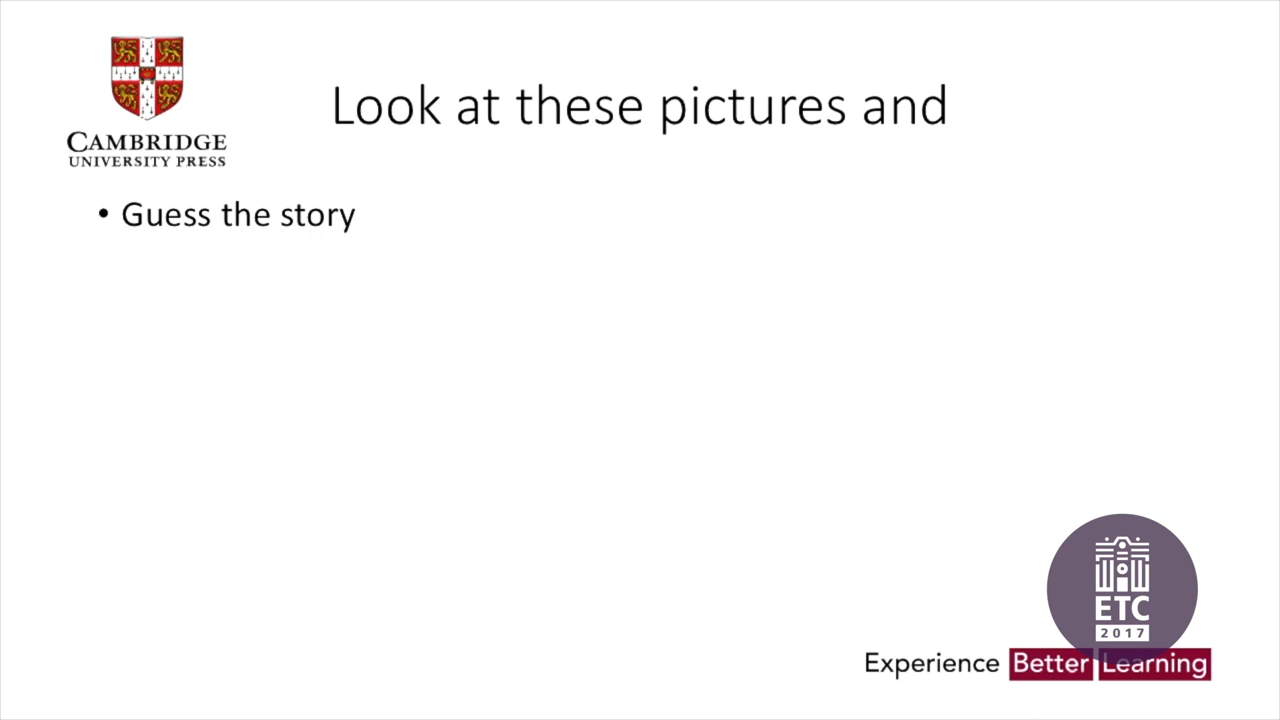 CAMBRIDGE
UNIVERSITY PRESS
Look at these pictures and
• Guess the story
ETC
2017
Experience Better Learning